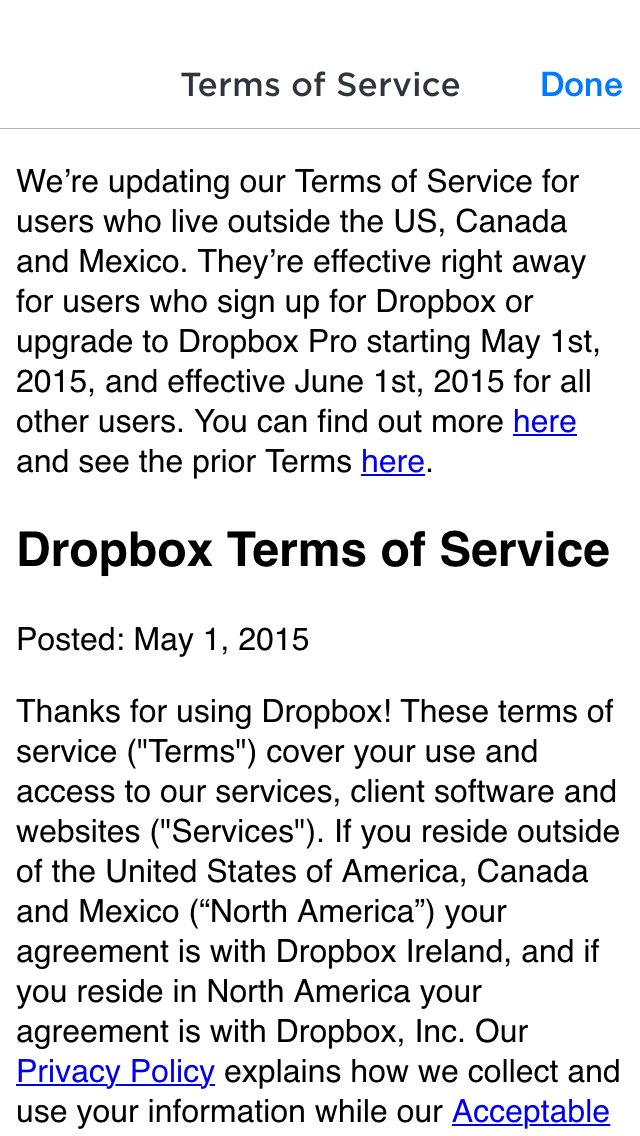 Terms of Service
Done
We’re updating our Terms of Service for
users who live outside the US, Canada
and Mexico. They’re effective right away
for users who sign up for Dropbox or
upgrade to Dropbox Pro starting May 1st,
2015, and effective June 1st, 2015 for all
other users. You can find out more here
and see the prior Terms here.
Dropbox Terms of Service
Posted: May 1, 2015
Thanks for using Dropbox! These terms of
service ("Terms") cover your use and
access to our services, client software and
websites ("Services"). If you reside outside
of the United States of America, Canada
and Mexico (“North America”) your
agreement is with Dropbox Ireland, and if
you reside in North America your
agreement is with Dropbox, Inc. Our
Privacy Policy explains how we collect and
use your information while our Acceptable